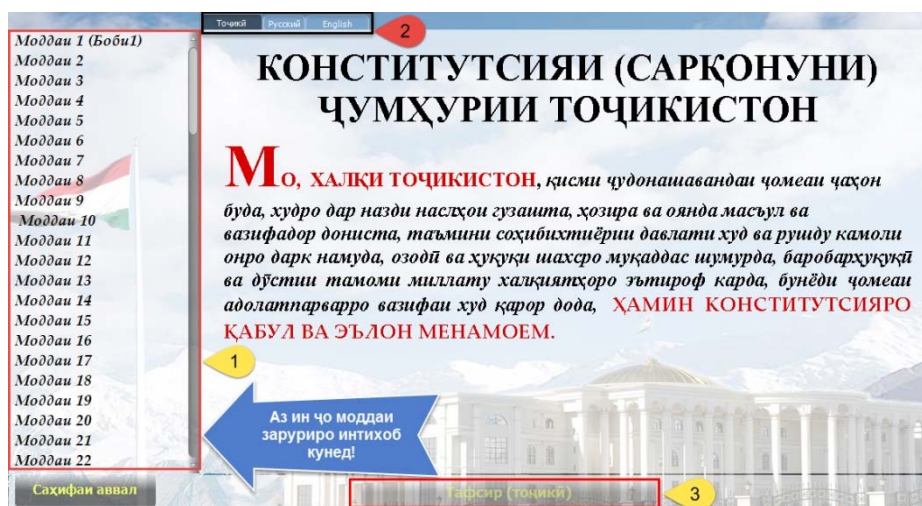 Тоҷикӣ Русский English
2
Моддаи 1 (Боби1)
Моддаи 2
Моддаи 3
Моддаи 4
Моддаи 5
Моддаи 6
Моддаи 7
Моддаи 8
Моддаи 9
Моддаи 10
Моддаи 11
Моддаи 12
Моддаи 13
Моддаи 14
Моддаи 15
Моддаи 16
Моддаи 17
Моддаи 18
Моддаи 19
Моддаи 20
Моддаи 21
Моддаи 22
КОНСТИТУТСИЯИ (САРҚОНУНИ)
ҶУМҲУРИИ ТОҶИКИСТОН
Мо, ХАЛҚИ ТОҶИКИСТОН, қисми ҷудонашавандаи ҷомеаи ҷаҳон
буда, худро дар назди наслҳои гузашта, ҳозира ва оянда масъул ва
вазифадор дониста, таъмини соҳибихтиёрии давлати худ ва рушду камоли
онро дарк намуда, озодӣ ва ҳуқуқи шахсро муқаддас шумурда, баробарҳуқуқӣ
ва дӯстии тамоми миллату халқиятҳоро эътироф карда, бунёди ҷомеаи
адолатпарварро вазифаи худ қарор дода, ҲАМИН КОНСТИТУТСИЯРО
ҚАБУЛ ВА ЭЪЛОН МЕНАМОЕМ.
1
Аз ин ҷо моддаи
заруриро интихоб
кунед!
Саҳифаи аввал
Тафсир (тоҷикӣ)
3